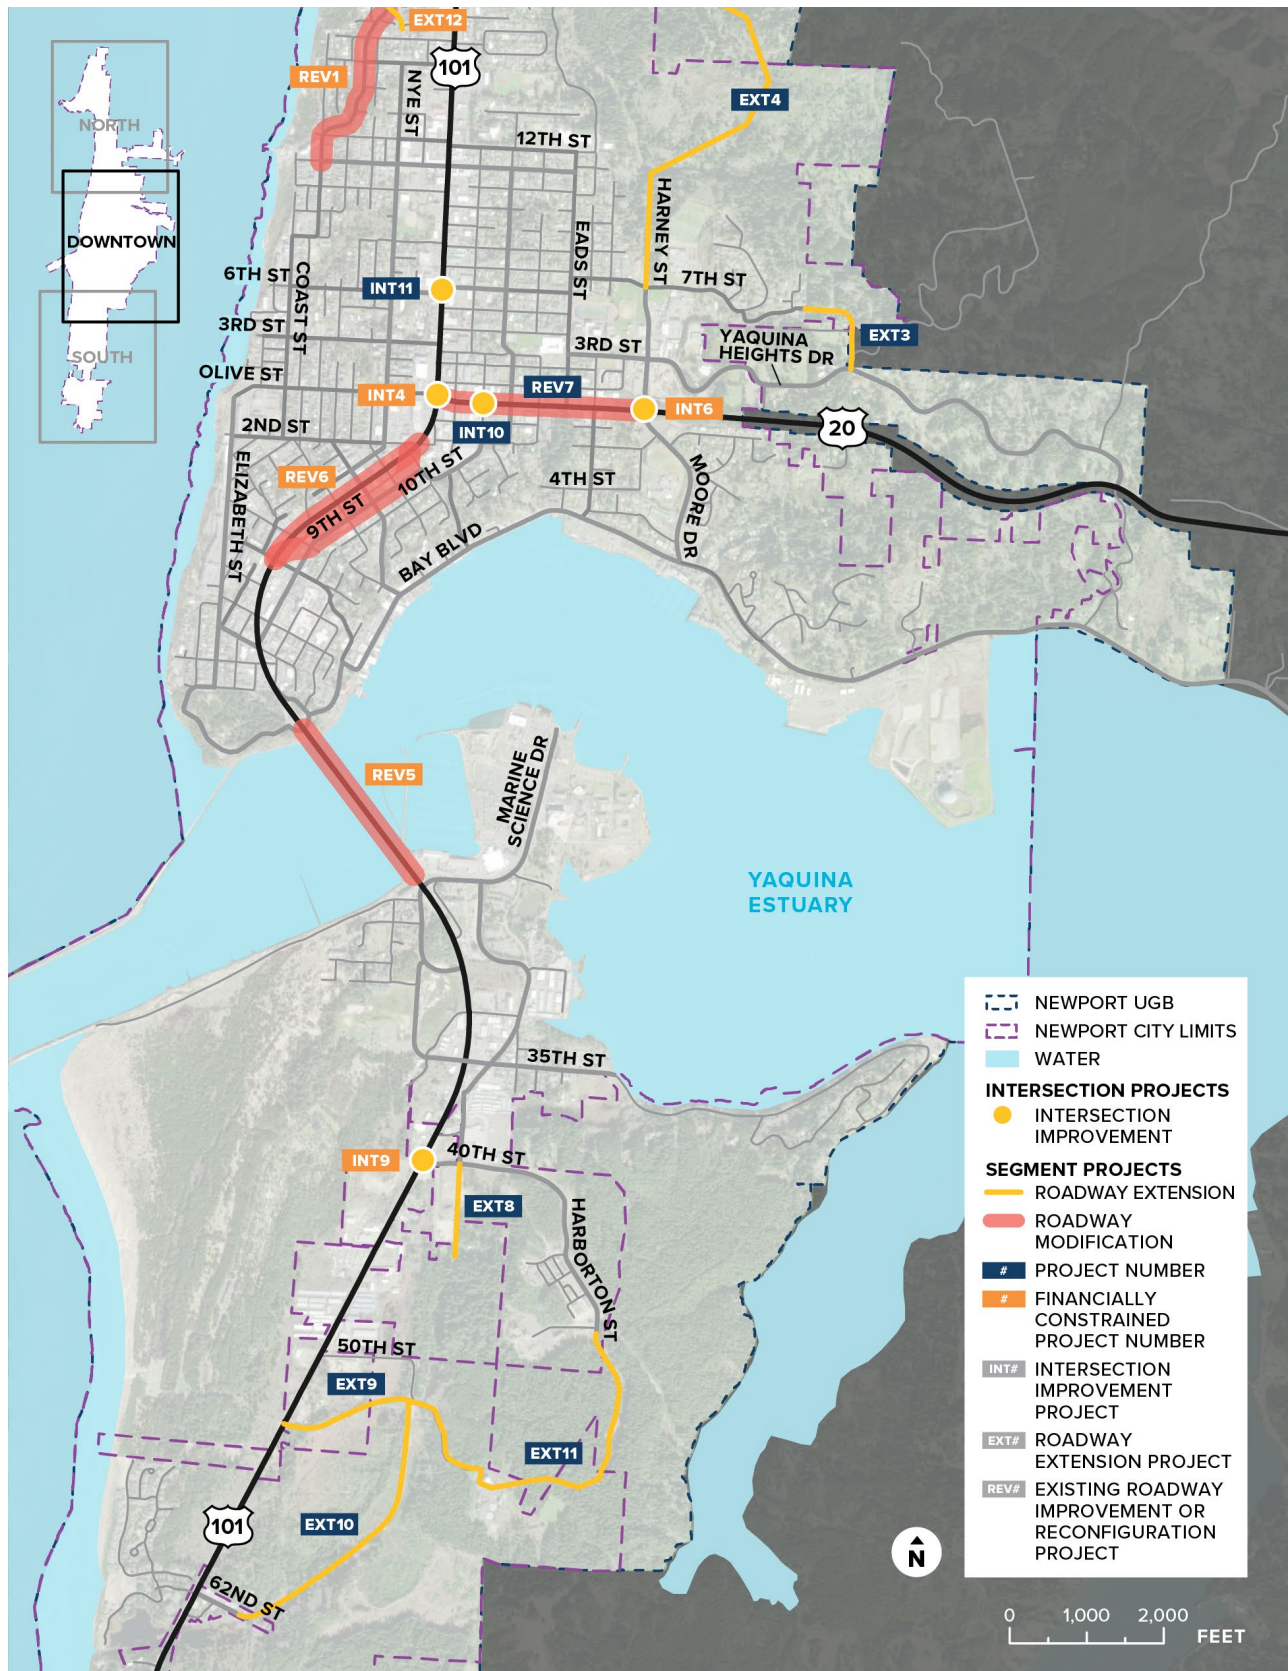 EXT12
REV1
101
NYE ST
EXT4
NORTH
12TH ST
DOWNTOWN
HARNEY ST
EADS ST
COAST ST
6TH ST
INT11
7TH ST
3RD ST
EXT3
YAQUINA
HEIGHTS DR
3RD ST
SOUTH
OLIVE ST
INT4
REV7
INT6
2ND ST
INT10
20
ELIZABETH ST
REV6
10TH ST
4TH ST
MOORE DR
9TH ST
BAY BLVD
REV5
MARINE
SCIENCE DR
YAQUINA
ESTUARY
35TH ST
INT9
40TH ST
EXT8
HARBORTON ST
50TH ST
EXT9
EXT11
EXT10
101
62ND ST
NEWPORT UGB
NEWPORT CITY LIMITS
WATER
INTERSECTION PROJECTS
INTERSECTION
IMPROVEMENT
SEGMENT PROJECTS
ROADWAY EXTENSION
ROADWAY
MODIFICATION
# PROJECT NUMBER
# FINANCIALLY
CONSTRAINED
PROJECT NUMBER
INT# INTERSECTION
IMPROVEMENT
PROJECT
EXT# ROADWAY
EXTENSION PROJECT
REV# EXISTING ROADWAY
IMPROVEMENT OR
RECONFIGURATION
PROJECT
N
0 1,000 2,000
FEET